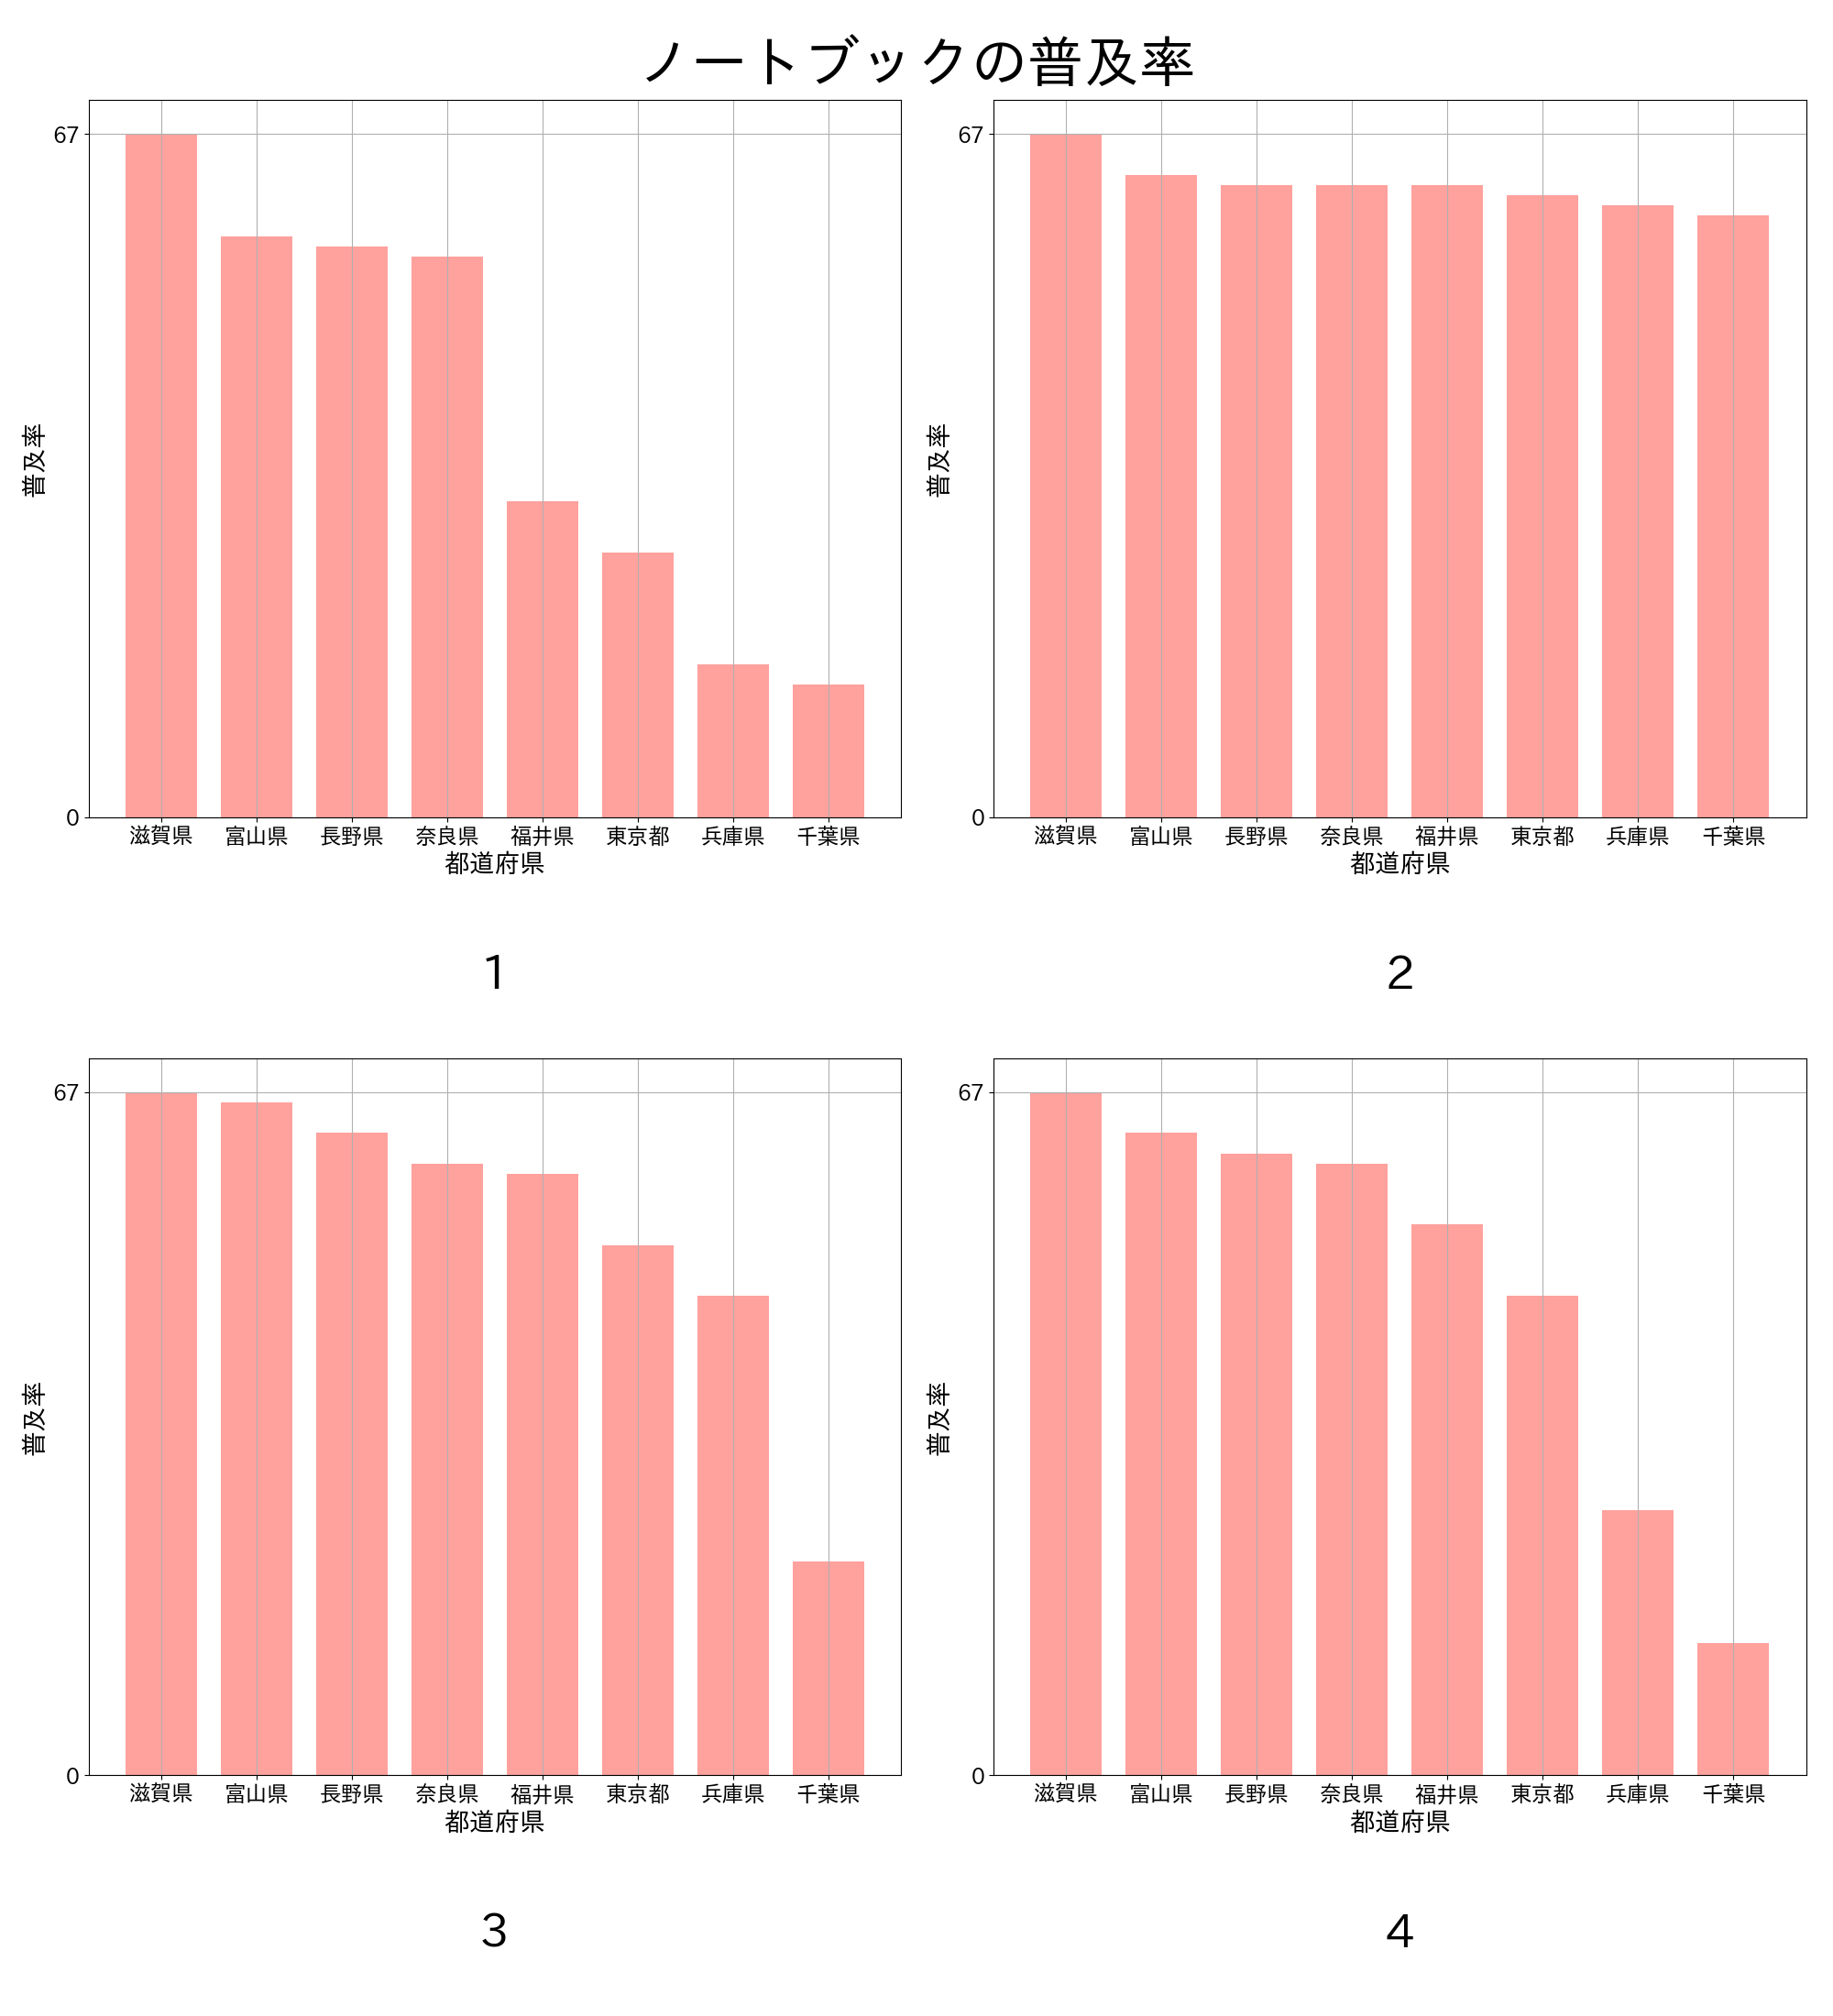 ノートブックの普及率
67
0
普及率
滋賀県 富山県 長野県 奈良県 福井県 東京都 兵庫県 千葉県
都道府県
1
67
0
普及率
滋賀県 富山県 長野県 奈良県 福井県 東京都 兵庫県 千葉県
都道府県
2
67
0
普及率
滋賀県 富山県 長野県 奈良県 福井県 東京都 兵庫県 千葉県
都道府県
3
67
0
普及率
滋賀県 富山県 長野県 奈良県 福井県 東京都 兵庫県 千葉県
都道府県
4